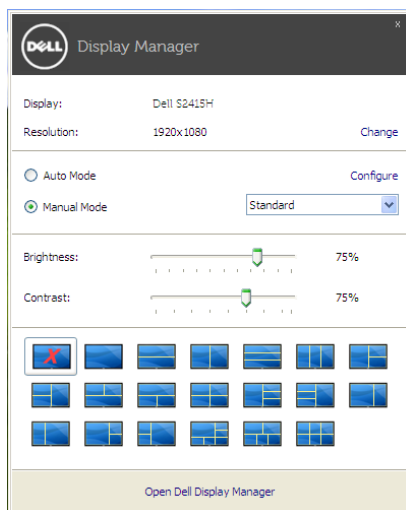 x
DELL Display Manager
Display: Dell S2415H
Resolution: 1920x1080 Change
Auto Mode Configure
Manual Mode Standard
Brightness: 75%
Contrast: 75%
Open Dell Display Manager